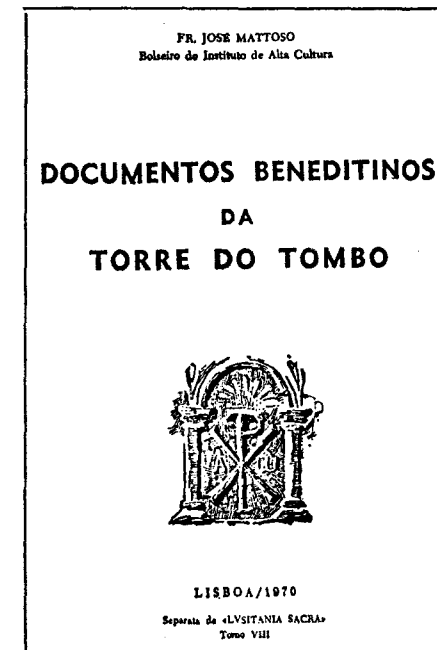 FR. JOSÉ MATTOSO
Bolseiro do Instituto de Alta Cultura
DOCUMENTOS BENEDITINOS
DA
TORRE DO TOMBO
LISBOA/1970
Separata de «LVSITANIA SACRA»
Tomo VIII